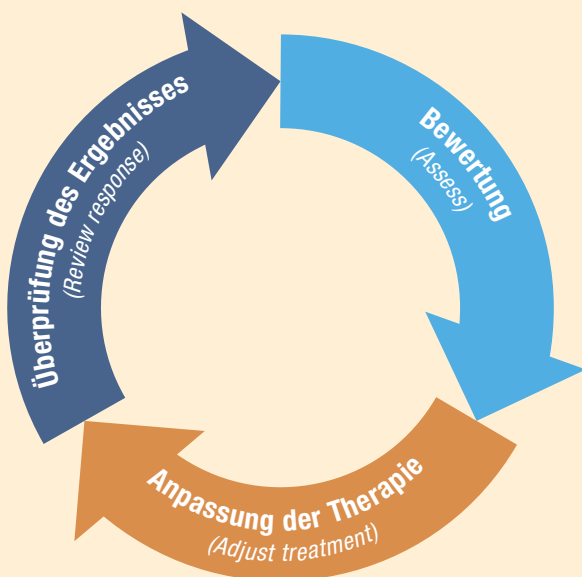 Bewertung
(Assess)
Anpassung der Therapie
(Adjust treatment)
Überprüfung des Ergebnisses
(Review response)